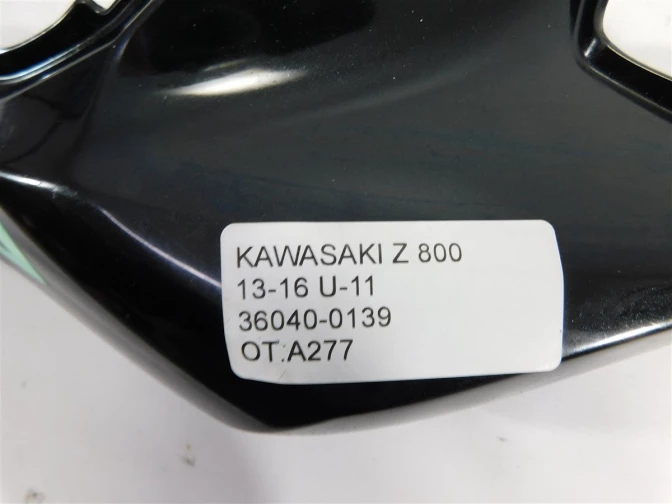 KAWASAKI Z 800
13-16 U-11
36040-0139
OT.A277